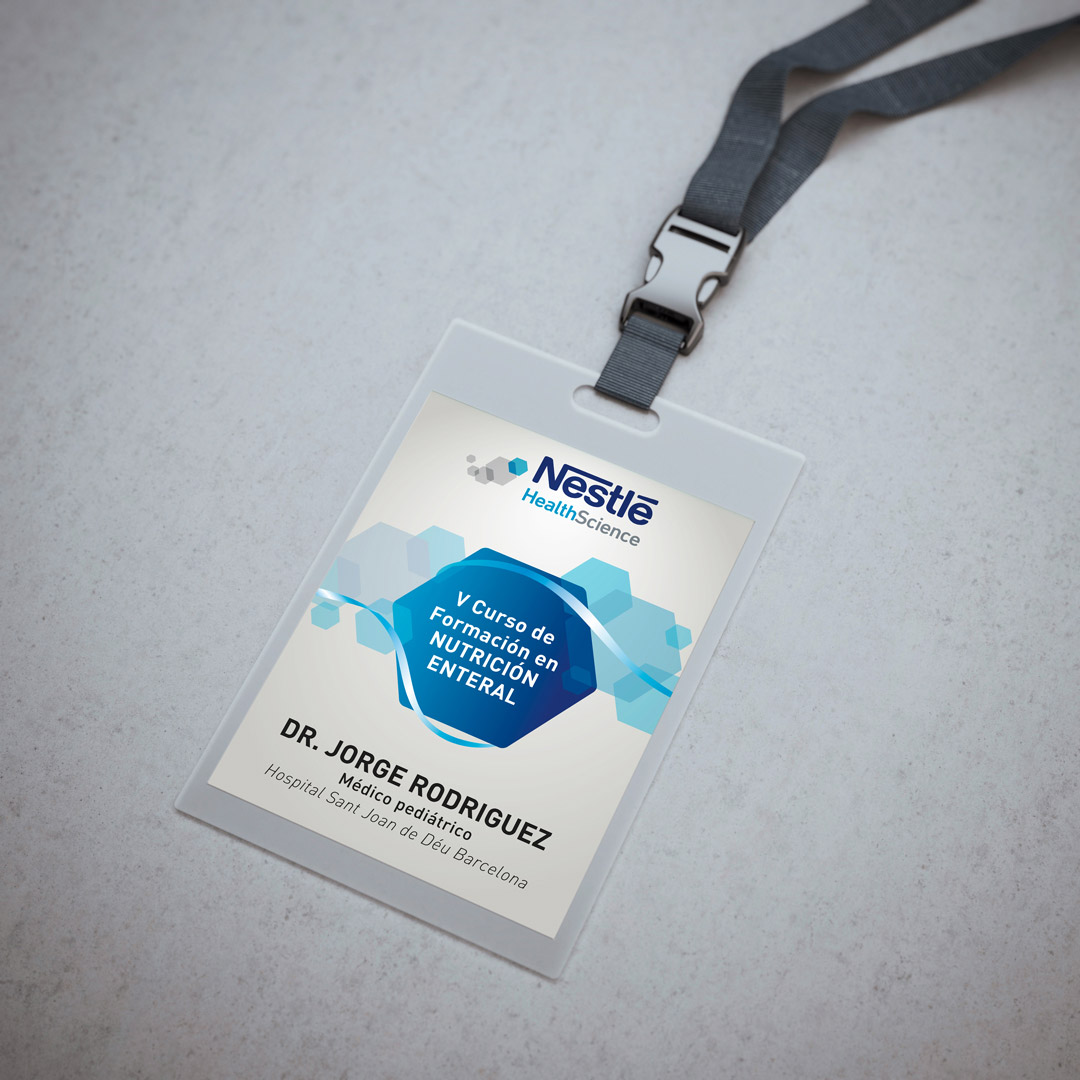 Nestlé
HealthScience
V Curso de
Formación en
NUTRICIÓN
ENTERAL
DR. JORGE RODRIGUEZ
Médico pediátrico
Hospital Sant Joan de Déu Barcelona